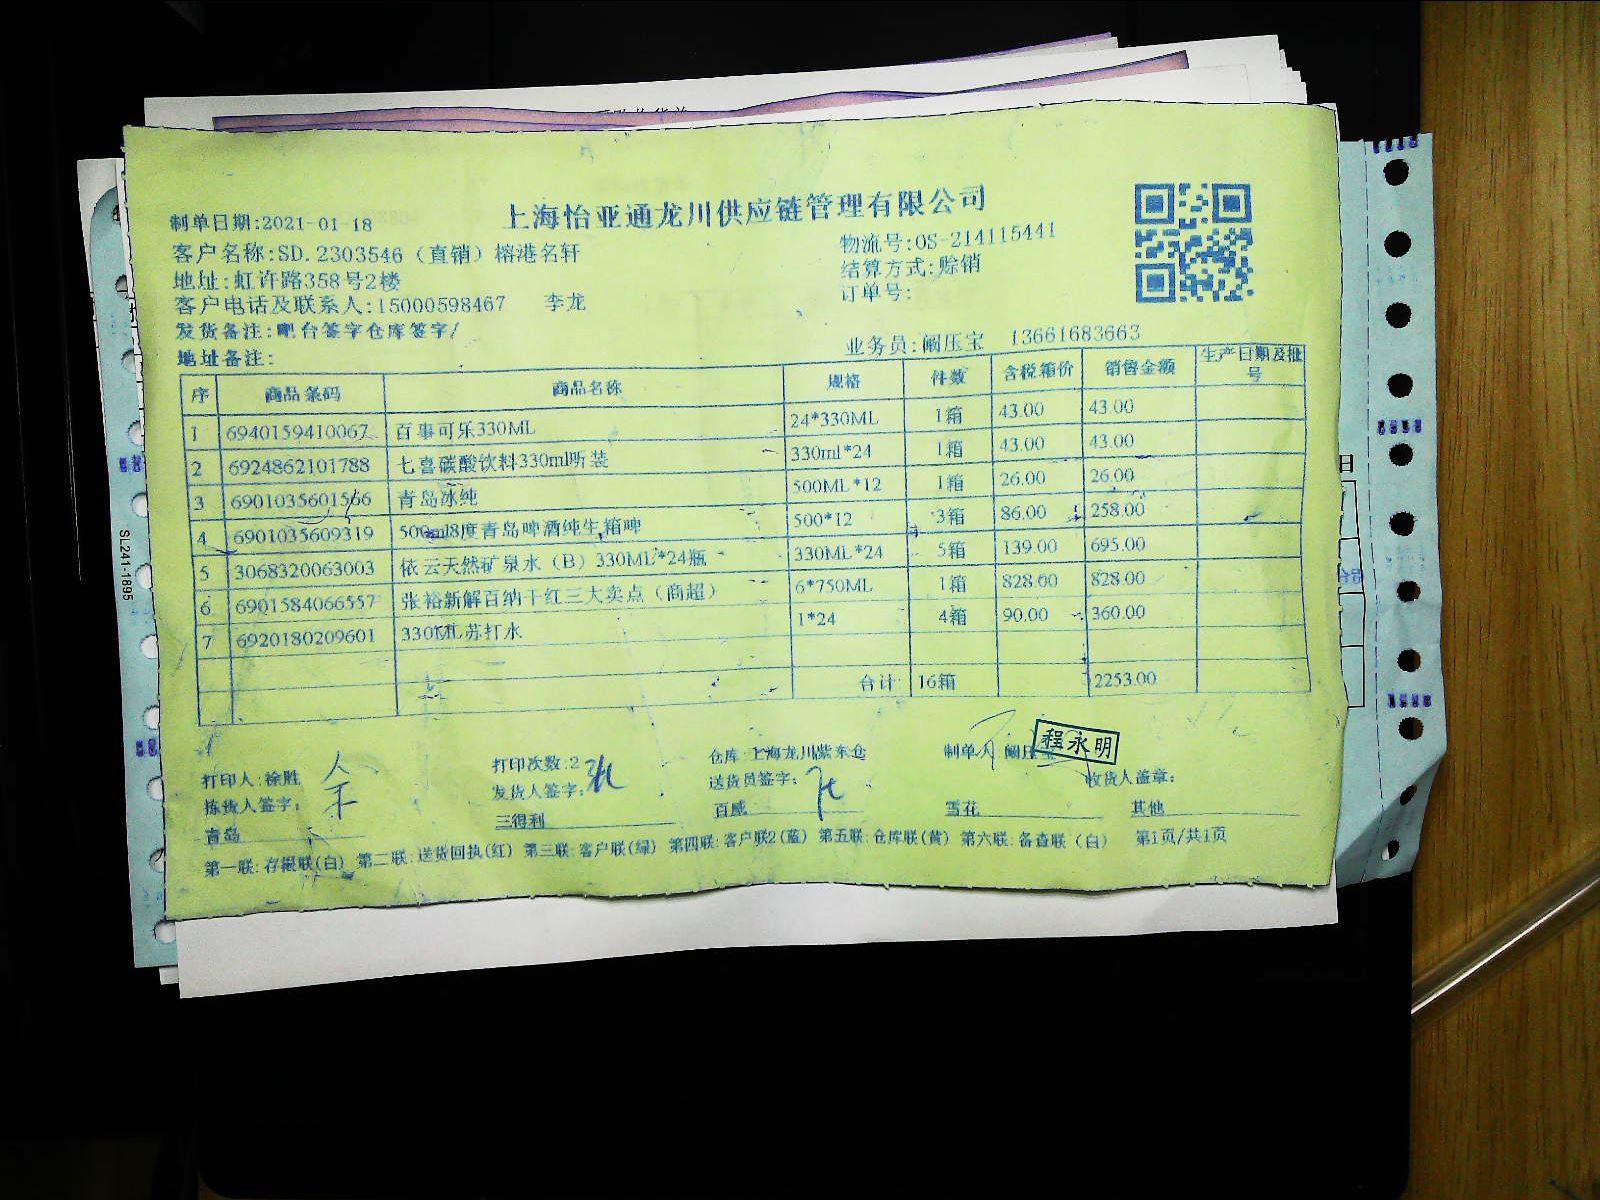 上海怡亚通龙川供应链管理有限公司
制单日期:2021-01-18
客户名称:SD.2303546（直销）榕港名轩
物流号:OS-214115441
地址:虹许路358号2楼
结算方式:赊销
客户电话及联系人:15000598467 李龙
订单号:
发货备注:吧台签字仓库签字/
地址备注:
业务员:阚压宝 13661683663
序 商品条码 商品名称 规格 件数 含税箱价 销售金额 生产日期及批号
1 6940159410067 百事可乐330ML 24*330ML 1箱 43.00 43.00
2 6924862101788 七喜碳酸饮料330ml听装 330ml*24 1箱 43.00 43.00
3 6901035601566 青岛冰纯 500ML*12 1箱 26.00 26.00
4 6901035609319 500ml8度青岛啤酒纯生,箱啤 500*12 3箱 86.00 258.00
5 3068320063003 依云天然矿泉水（B）330ML*24瓶 330ML*24 5箱 139.00 695.00
6 6901584066557 张裕新解百纳干红三大卖点（商超） 6*750ML 1箱 828.00 828.00
7 6920180209601 330ML苏打水 1*24 4箱 90.00 360.00
合计 16箱 2253.00
打印人:徐胜 打印次数:2 仓库:上海龙川紫东仓 制单人 阚压宝
程永明
拣货人签字: 发货人签字: 送货员签字: 收货人盖章:
青岛 三得利 百威 雪花 其他
第一联:存根联(白) 第二联:送货回执(红) 第三联:客户联(绿) 第四联:客户联2(蓝) 第五联:仓库联(黄) 第六联:备查联（白） 第1页/共1页
SL241-1895